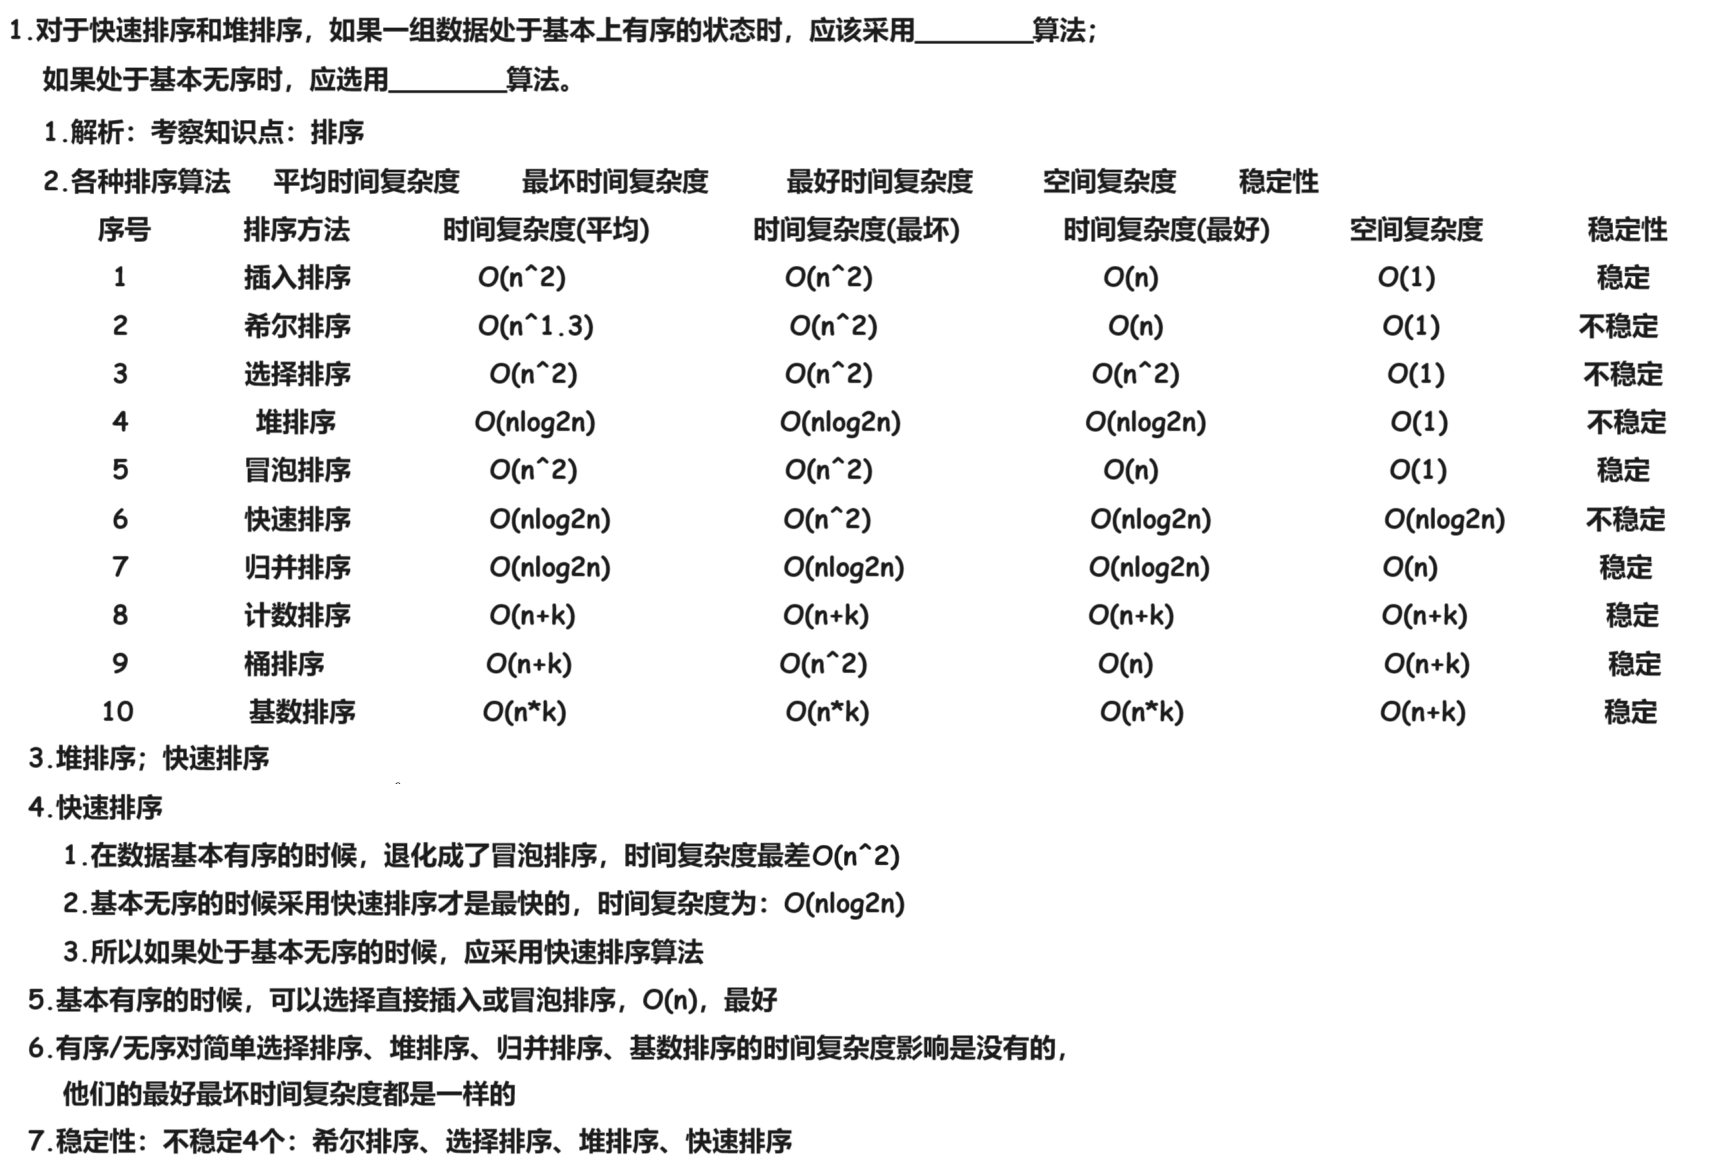 1.对于快速排序和堆排序，如果一组数据处于基本上有序的状态时，应该采用________算法；
如果处于基本无序时，应选用________算法。
1.解析：考察知识点：排序
2.各种排序算法 平均时间复杂度 最坏时间复杂度 最好时间复杂度 空间复杂度 稳定性
序号 排序方法 时间复杂度(平均) 时间复杂度(最坏) 时间复杂度(最好) 空间复杂度 稳定性
1 插入排序 O(n^2) O(n^2) O(n) O(1) 稳定
2 希尔排序 O(n^1.3) O(n^2) O(n) O(1) 不稳定
3 选择排序 O(n^2) O(n^2) O(n^2) O(1) 不稳定
4 堆排序 O(nlog2n) O(nlog2n) O(nlog2n) O(1) 不稳定
5 冒泡排序 O(n^2) O(n^2) O(n) O(1) 稳定
6 快速排序 O(nlog2n) O(n^2) O(nlog2n) O(nlog2n) 不稳定
7 归并排序 O(nlog2n) O(nlog2n) O(nlog2n) O(n) 稳定
8 计数排序 O(n+k) O(n+k) O(n+k) O(n+k) 稳定
9 桶排序 O(n+k) O(n^2) O(n) O(n+k) 稳定
10 基数排序 O(n*k) O(n*k) O(n*k) O(n+k) 稳定
3.堆排序；快速排序
4.快速排序
1.在数据基本有序的时候，退化成了冒泡排序，时间复杂度最差O(n^2)
2.基本无序的时候采用快速排序才是最快的，时间复杂度为：O(nlog2n)
3.所以如果处于基本无序的时候，应采用快速排序算法
5.基本有序的时候，可以选择直接插入或冒泡排序，O(n)，最好
6.有序/无序对简单选择排序、堆排序、归并排序、基数排序的时间复杂度影响是没有的，
他们的最好最坏时间复杂度都是一样的
7.稳定性：不稳定4个：希尔排序、选择排序、堆排序、快速排序